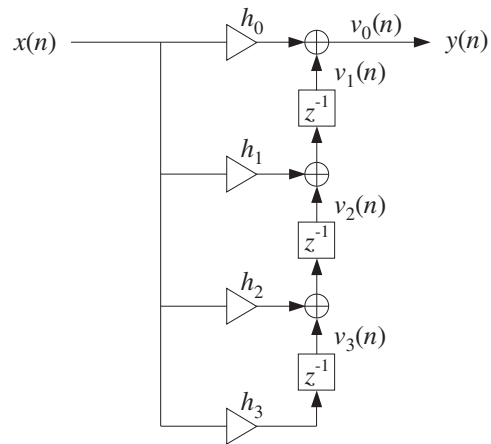 h₀
x(n) v₀(n) y(n)
v₁(n)
z⁻¹
h₁
v₂(n)
z⁻¹
h₂
v₃(n)
z⁻¹
h₃